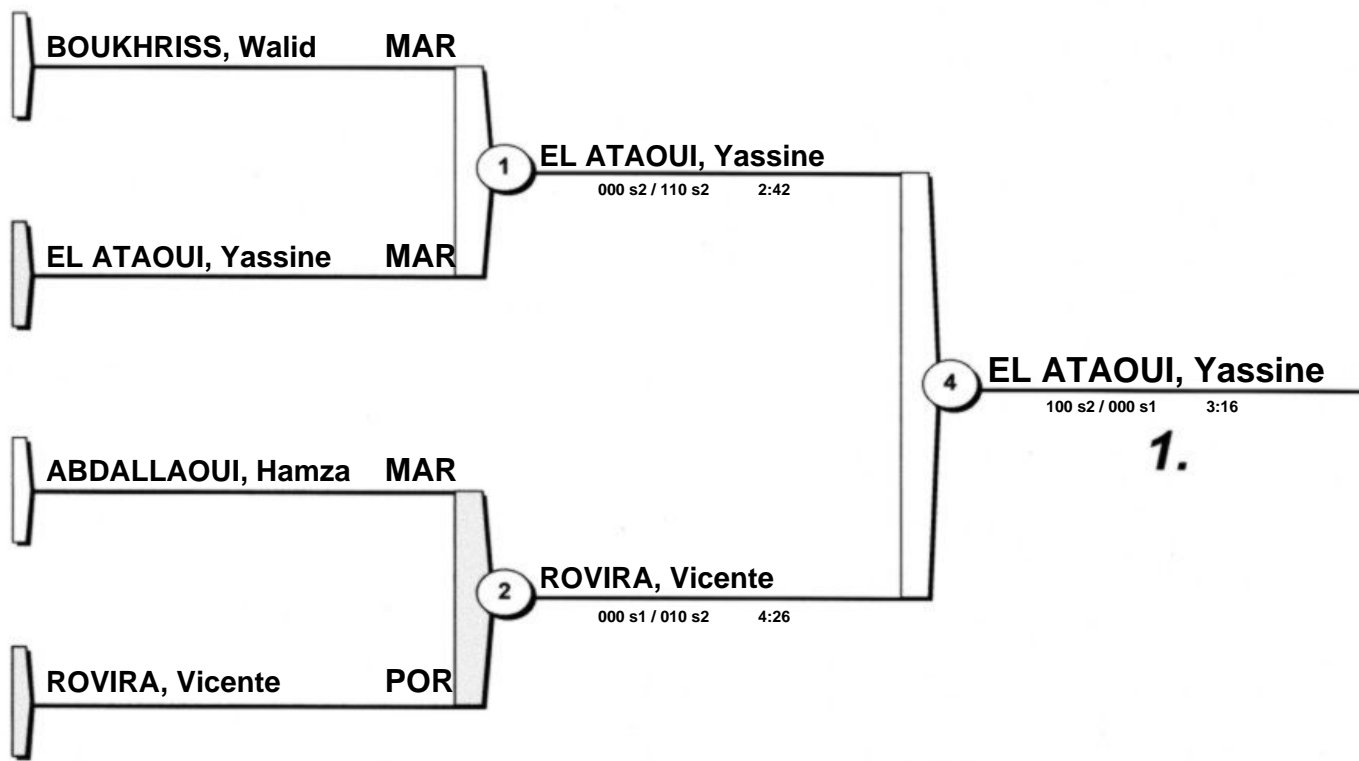 BOUKHRISS, Walid MAR
1
EL ATAOUI, Yassine
000 s2 / 110 s2 2:42
EL ATAOUI, Yassine MAR
4
EL ATAOUI, Yassine
100 s2 / 000 s1 3:16
1.
ABDALLAOUI, Hamza MAR
2
ROVIRA, Vicente
000 s1 / 010 s2 4:26
ROVIRA, Vicente POR